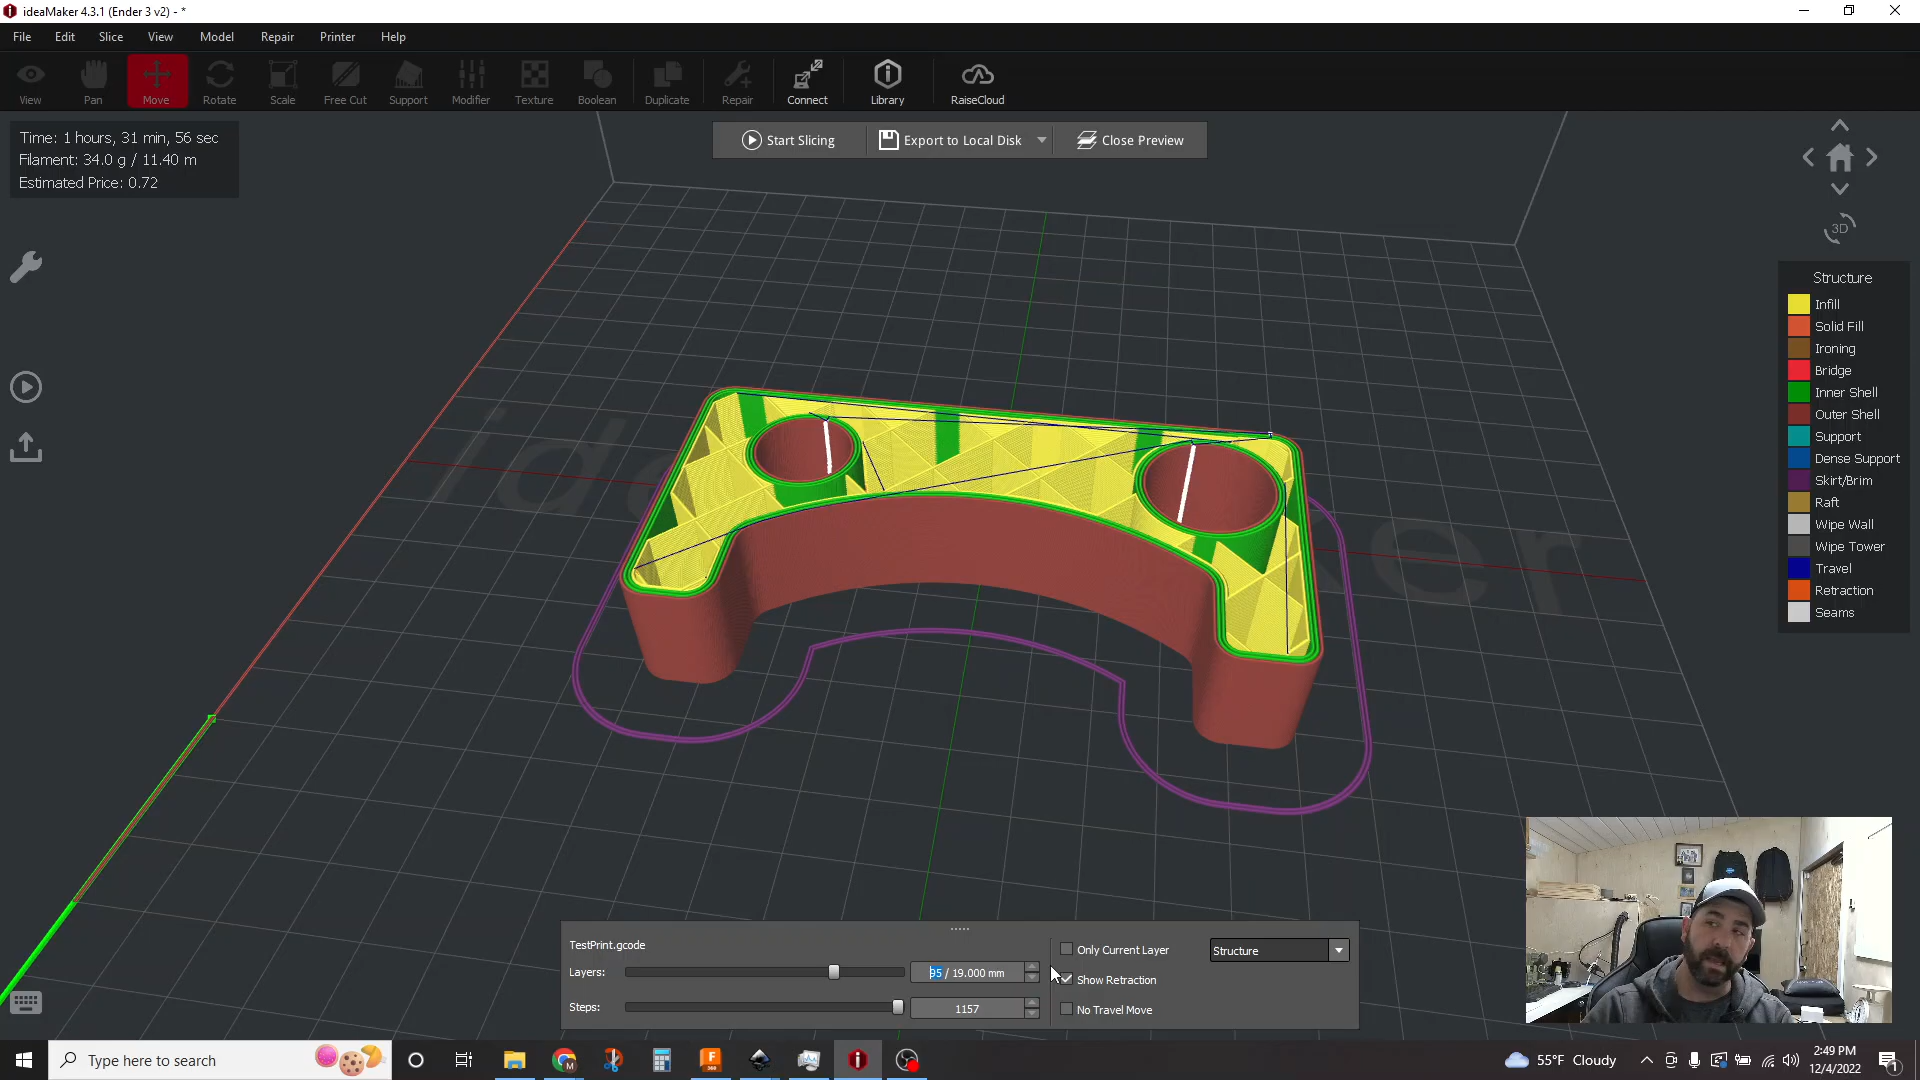 ideaMaker 4.3.1 (Ender 3 v2) - *
File Edit Slice View Model Repair Printer Help
View Pan Move Rotate Scale Free Cut Support Modifier Texture Boolean Duplicate Repair Connect Library RaiseCloud
Time: 1 hours, 31 min, 56 sec
Filament: 34.0 g / 11.40 m
Estimated Price: 0.72
Start Slicing Export to Local Disk Close Preview
3D
Structure
Infill
Solid Fill
Ironing
Bridge
Inner Shell
Outer Shell
Support
Dense Support
Skirt/Brim
Raft
Wipe Wall
Wipe Tower
Travel
Retraction
Seams
TestPrint.gcode
Layers: 95 / 19.000 mm
Steps: 1157
Only Current Layer
Show Retraction
No Travel Move
Structure
Type here to search
55°F Cloudy
2:49 PM
12/4/2022